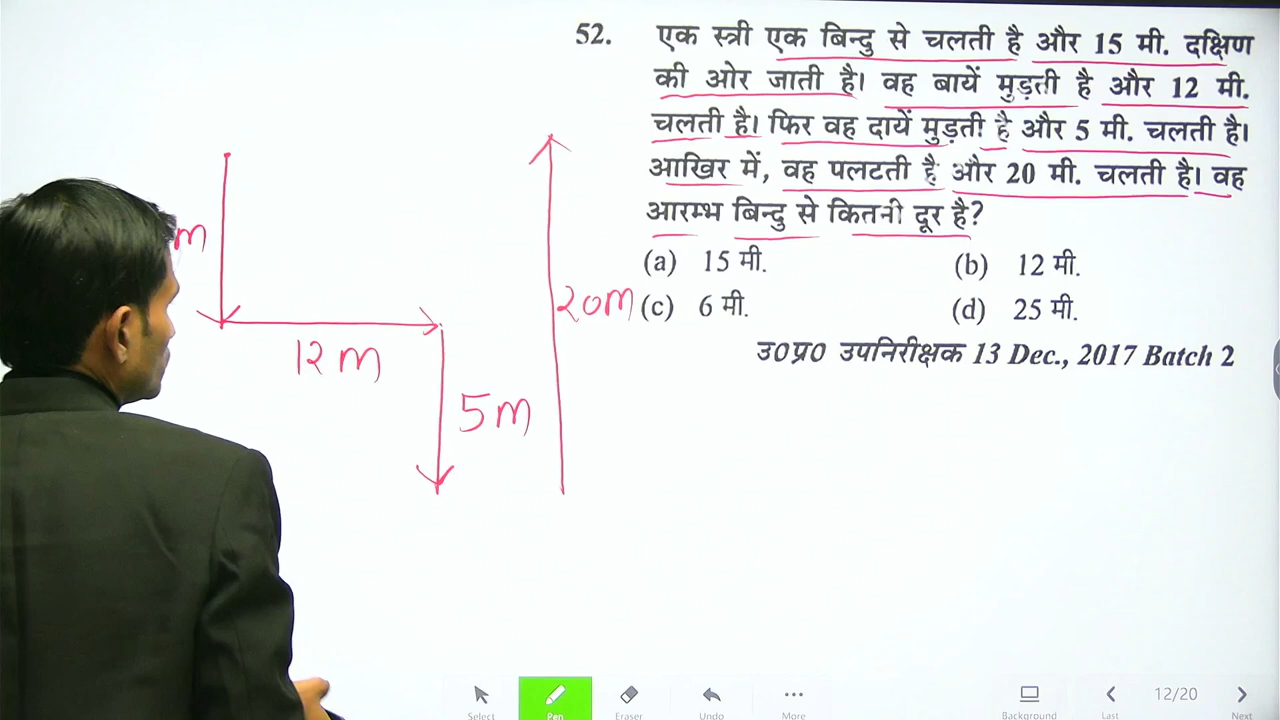 52. एक स्त्री एक बिन्दु से चलती है और 15 मी. दक्षिण
की ओर जाती है। वह बायें मुड़ती है और 12 मी.
चलती है। फिर वह दायें मुड़ती है और 5 मी. चलती है।
आखिर में, वह पलटती है और 20 मी. चलती है। वह
आरम्भ बिन्दु से कितनी दूर है?
(a) 15 मी. (b) 12 मी.
(c) 6 मी. (d) 25 मी.
उ0प्र0 उपनिरीक्षक 13 Dec., 2017 Batch 2
m
12 m
5 m
20m
Select Pen Eraser Undo More Background Last 12/20 Next